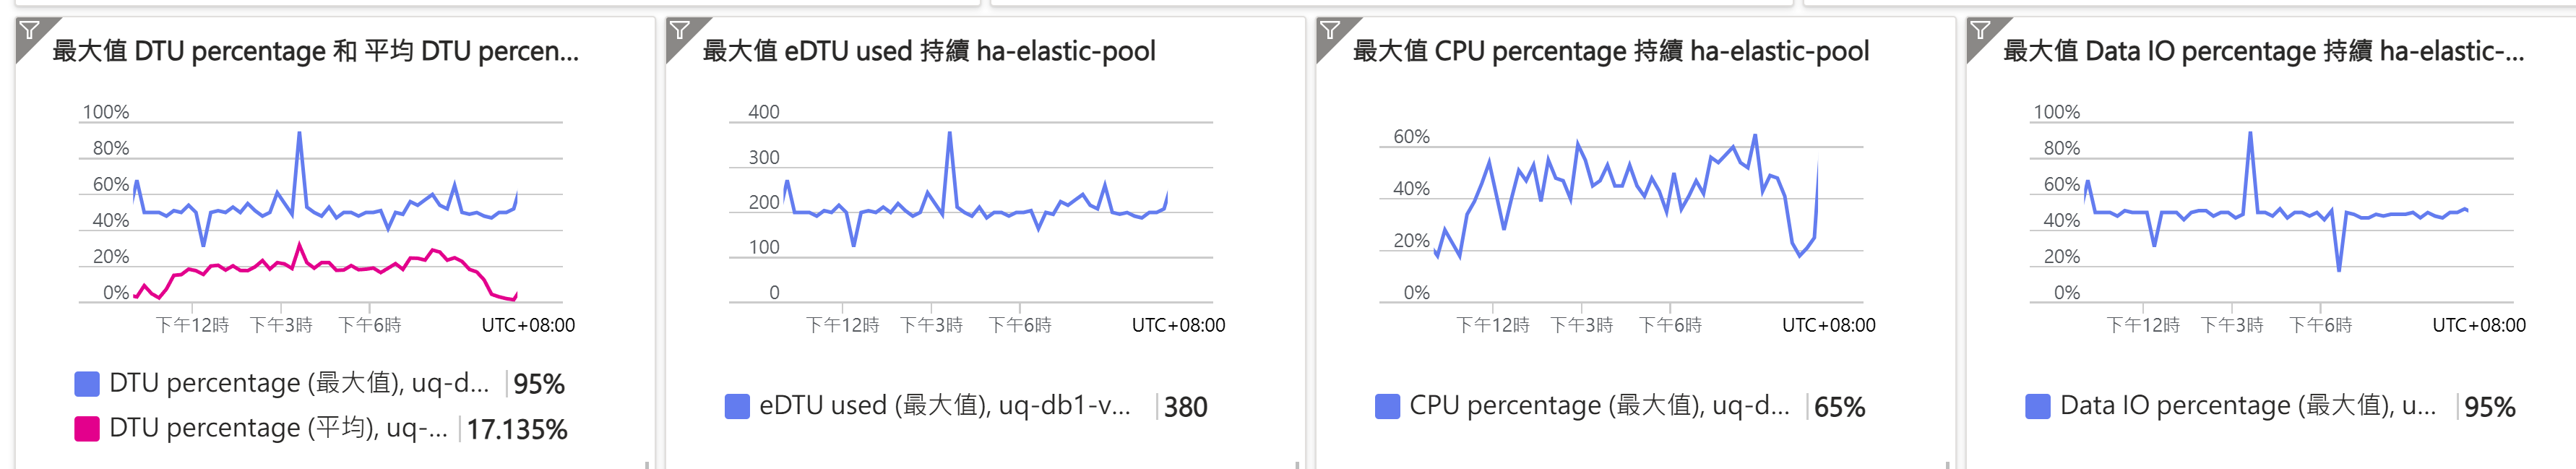 最大值 DTU percentage 和 平均 DTU percen...
100%
80%
60%
40%
20%
0%
下午12時 下午3時 下午6時 UTC+08:00
DTU percentage (最大值), uq-d... 95%
DTU percentage (平均), uq-... 17.135%
最大值 eDTU used 持續 ha-elastic-pool
400
300
200
100
0
下午12時 下午3時 下午6時 UTC+08:00
eDTU used (最大值), uq-db1-v... 380
最大值 CPU percentage 持續 ha-elastic-pool
60%
40%
20%
0%
下午12時 下午3時 下午6時 UTC+08:00
CPU percentage (最大值), uq-d... 65%
最大值 Data IO percentage 持續 ha-elastic-...
100%
80%
60%
40%
20%
0%
下午12時 下午3時 下午6時 UTC+08:00
Data IO percentage (最大值), u... 95%